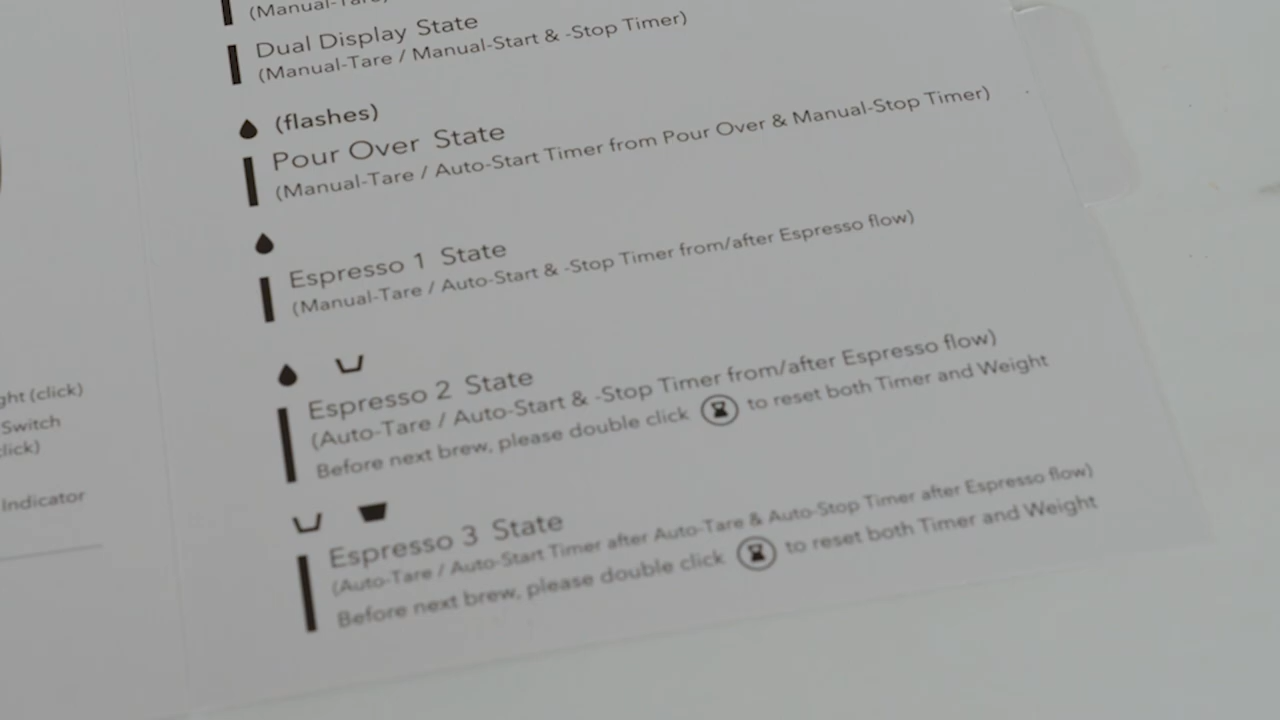 (Manual-Tare)
Dual Display State
(Manual-Tare / Manual-Start & -Stop Timer)
(flashes)
Pour Over State
(Manual-Tare / Auto-Start Timer from Pour Over & Manual-Stop Timer)
Espresso 1 State
(Manual-Tare / Auto-Start & -Stop Timer from/after Espresso flow)
Espresso 2 State
(Auto-Tare / Auto-Start & -Stop Timer from/after Espresso flow)
Before next brew, please double click to reset both Timer and Weight
Espresso 3 State
(Auto-Tare / Auto-Start Timer after Auto-Tare & Auto-Stop Timer after Espresso flow)
Before next brew, please double click to reset both Timer and Weight
(click)
Switch
Indicator